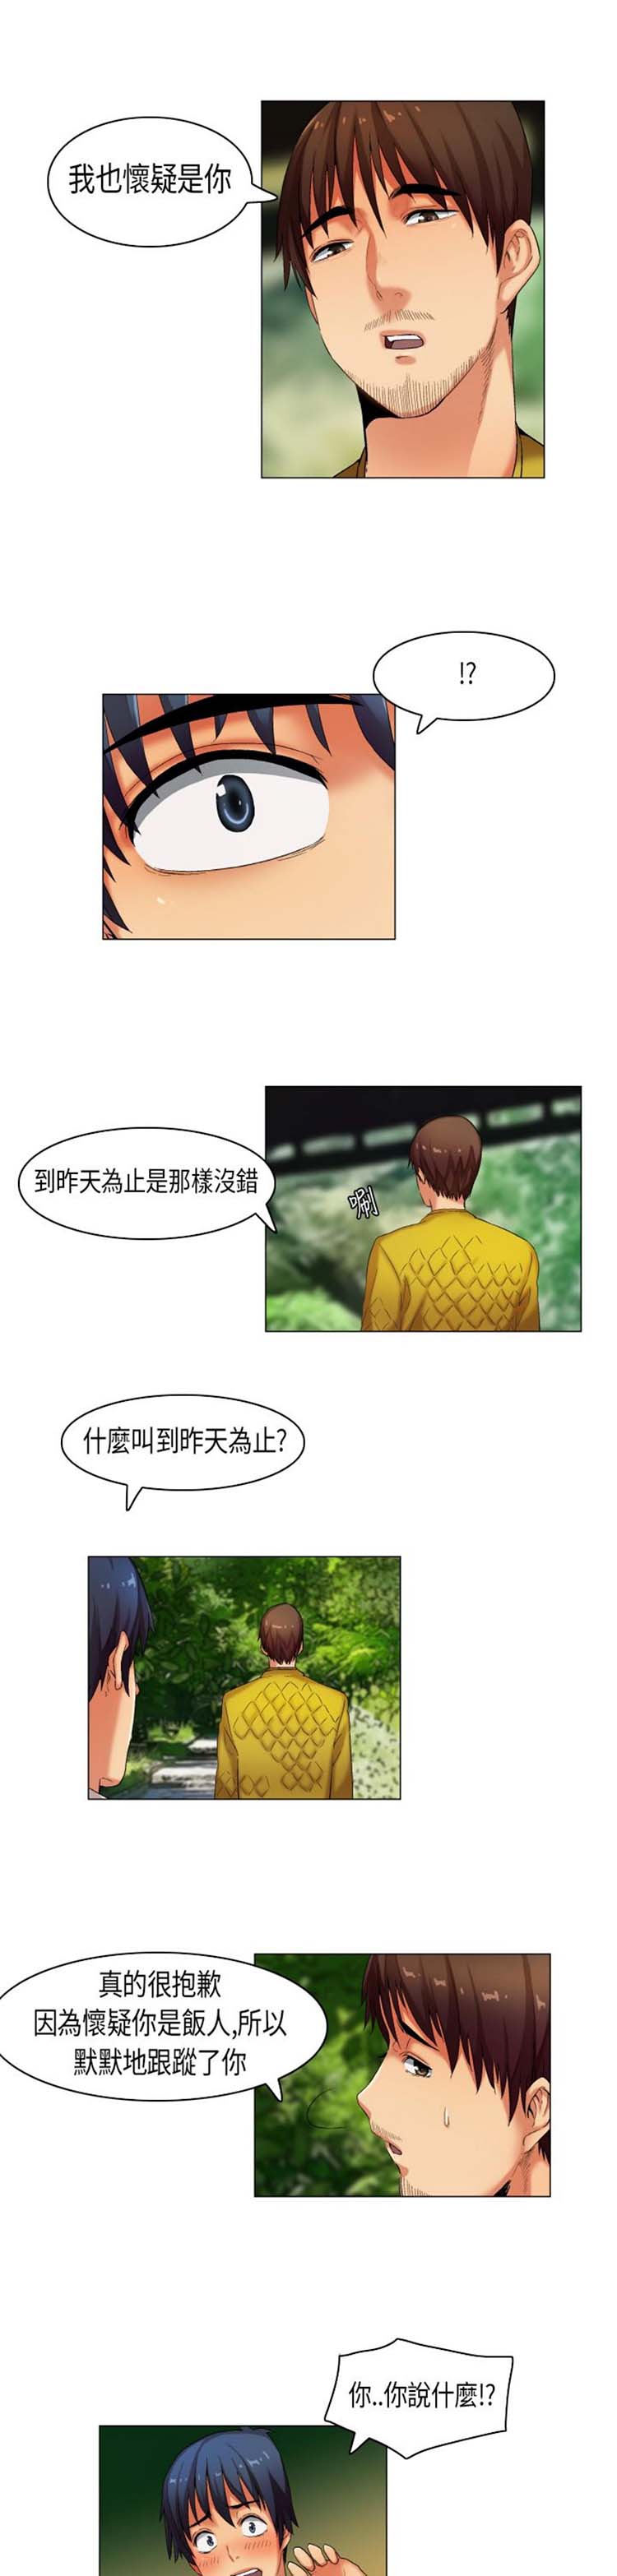 我也懷疑是你
!?
到昨天為止是那樣沒錯
唰
什麼叫到昨天為止?
真的很抱歉
因為懷疑你是飯人,所以
默默地跟蹤了你
你..你說什麼!?